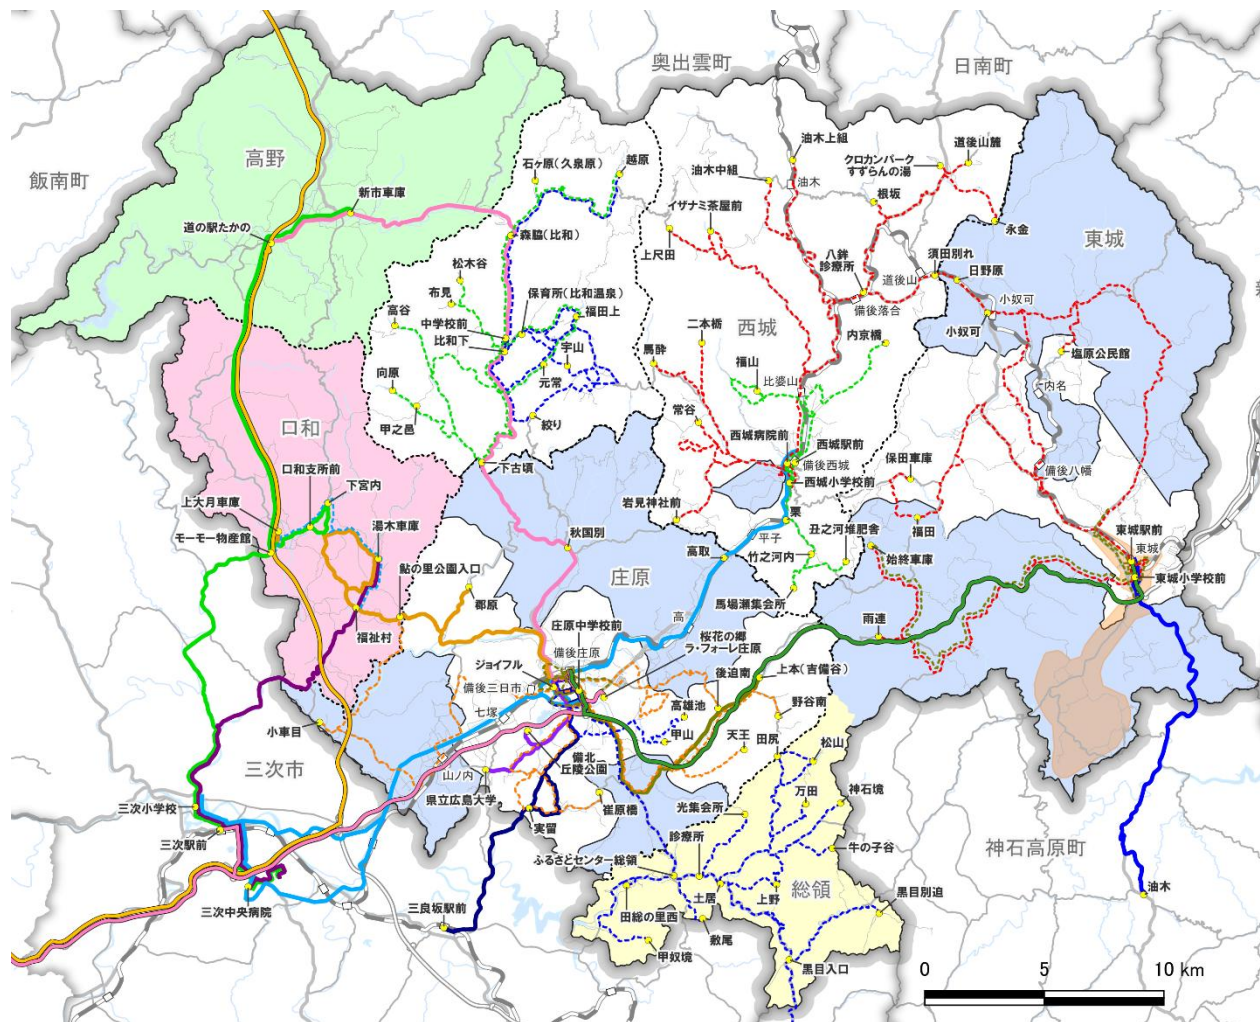 奥出雲町
日南町
飯南町
高野
新市車庫
道の駅たかの
石ヶ原(久泉原)
越原
森脇(比和)
松木谷
布見
高谷
保育所(比和温泉)
福田上
中学校前
比和下
宇山
向原
元常
甲之邑
絞り
下古頃
油木上組
油木中組
油木
イザナミ茶屋前
上尺田
クロカンパーク
すずらんの湯
道後山麓
根坂
永金
東城
八鉾
診療所
道後山
須田別れ
日野原
備後落合
小奴可
小奴可
塩原公民館
内名
西城
二本栃
内京橋
馬酔
福山
比婆山
常谷
西城病院前
西城駅前
備後西城
西城小学校前
岩見神社前
栗
平子
高取
竹之河内
丑之河堆肥舎
馬場瀬集会所
保田車庫
福田
備後八幡
始終車庫
雨連
東城駅前
東城
東城小学校前
口和
口和支所前
下宮内
上大月車庫
モーモー物産館
湯木車庫
鮎の里公園入口
郡原
福祉村
小車目
秋国別
庄原
高
庄原中学校前
桜花の郷
ラ・フォーレ庄原
備後庄原
ジョイフル
備後三日市
七塚
後迫南
上本(吉備谷)
高雄池
甲山
野谷南
天王
田尻
松山
備北
丘陵公園
山ノ内
県立広島大学
実留
崔原橋
光集会所
万田
神石境
診療所
ふるさとセンター総領
牛の子谷
総領
土居
上野
黒目別迫
田総の里西
敷尾
甲奴境
黒目入口
三次市
三次小学校
三次駅前
三次中央病院
三良坂駅前
神石高原町
油木
0 5 10 km